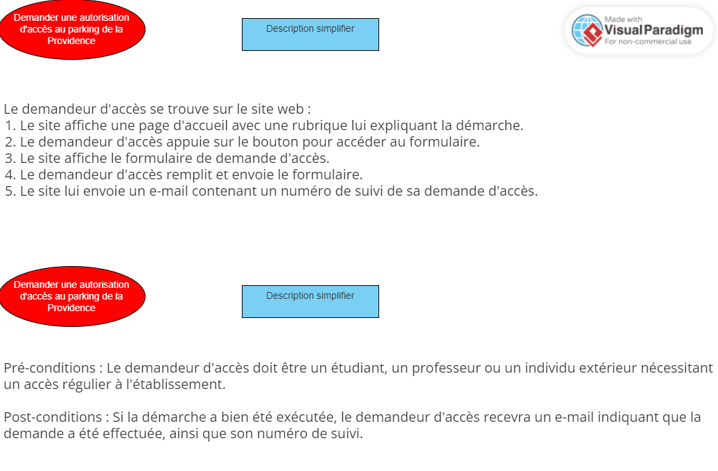 Demander une autorisation
d'accès au parking de la
Providence
Description simplifier
Made with
Visual Paradigm
For non-commercial use
Le demandeur d'accès se trouve sur le site web :
1. Le site affiche une page d'accueil avec une rubrique lui expliquant la démarche.
2. Le demandeur d'accès appuie sur le bouton pour accéder au formulaire.
3. Le site affiche le formulaire de demande d'accès.
4. Le demandeur d'accès remplit et envoie le formulaire.
5. Le site lui envoie un e-mail contenant un numéro de suivi de sa demande d'accès.
Demander une autorisation
d'accès au parking de la
Providence
Description simplifier
Pré-conditions : Le demandeur d'accès doit être un étudiant, un professeur ou un individu extérieur nécessitant
un accès régulier à l'établissement.
Post-conditions : Si la démarche a bien été exécutée, le demandeur d'accès recevra un e-mail indiquant que la
demande a été effectuée, ainsi que son numéro de suivi.